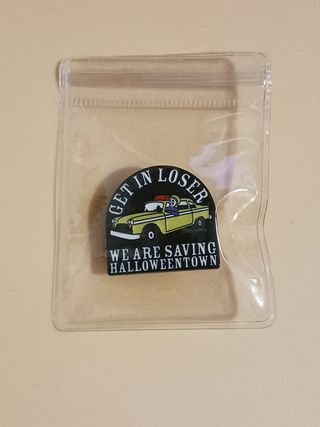 GET IN LOSER
WE ARE SAVING
HALLOWEENTOWN